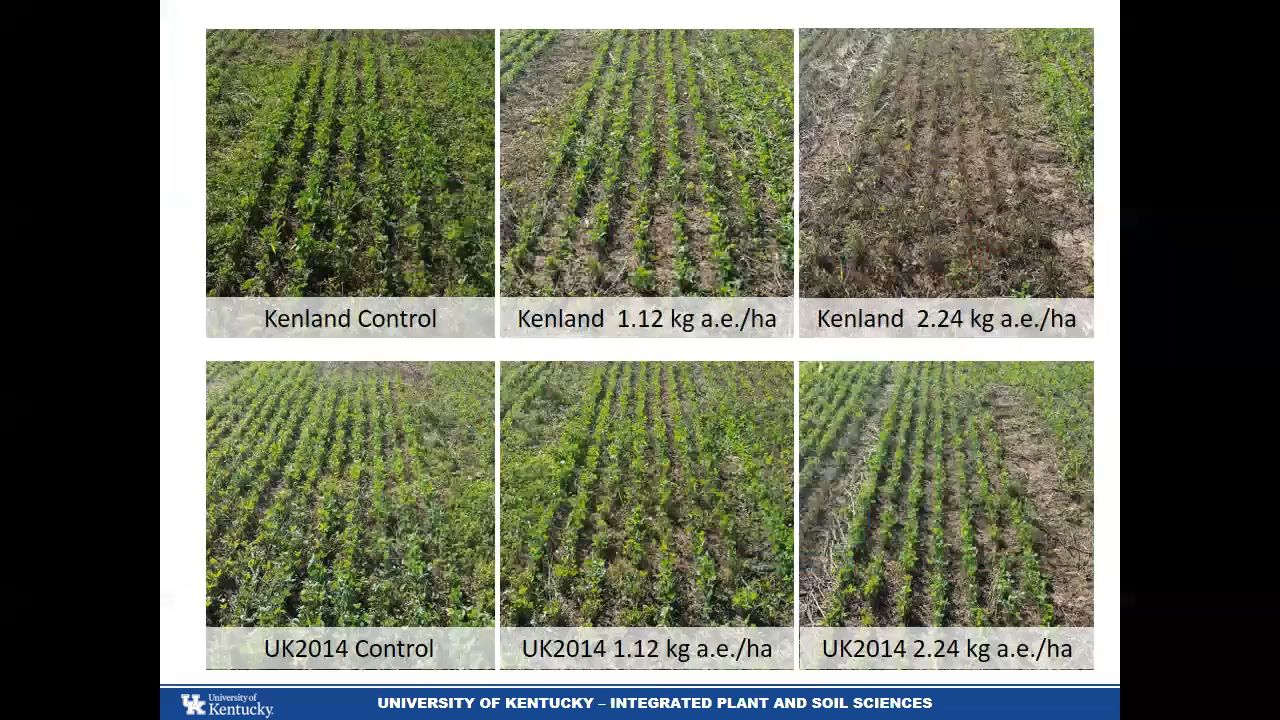 Kenland Control
Kenland 1.12 kg a.e./ha
Kenland 2.24 kg a.e./ha
UK2014 Control
UK2014 1.12 kg a.e./ha
UK2014 2.24 kg a.e./ha
UK
University of
Kentucky.
UNIVERSITY OF KENTUCKY – INTEGRATED PLANT AND SOIL SCIENCES